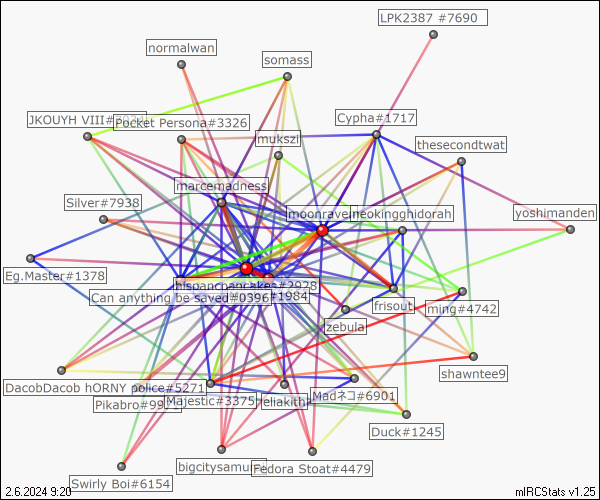 LPK2387 #7690
normalwan
somass
JKOUYH VIII#
Pocket Persona#3326
Cypha#1717
mukszi
thesecondtwat
marcemadness
Silver#7938
moonrave
neokingghidorah
yoshimanden
Eg.Master#1378
hispancpancakes#2928
Can anything be saved#0396
#1984
frisout
ming#4742
zebula
shawntee9
DacobDacob hORNY police#5271
Pikabro#99
Majestic#3375
eliakith
Madネコ#6901
Duck#1245
bigcitysamu
Fedora Stoat#4479
Swirly Boi#6154
2.6.2024 9:20
mIRCStats v1.25